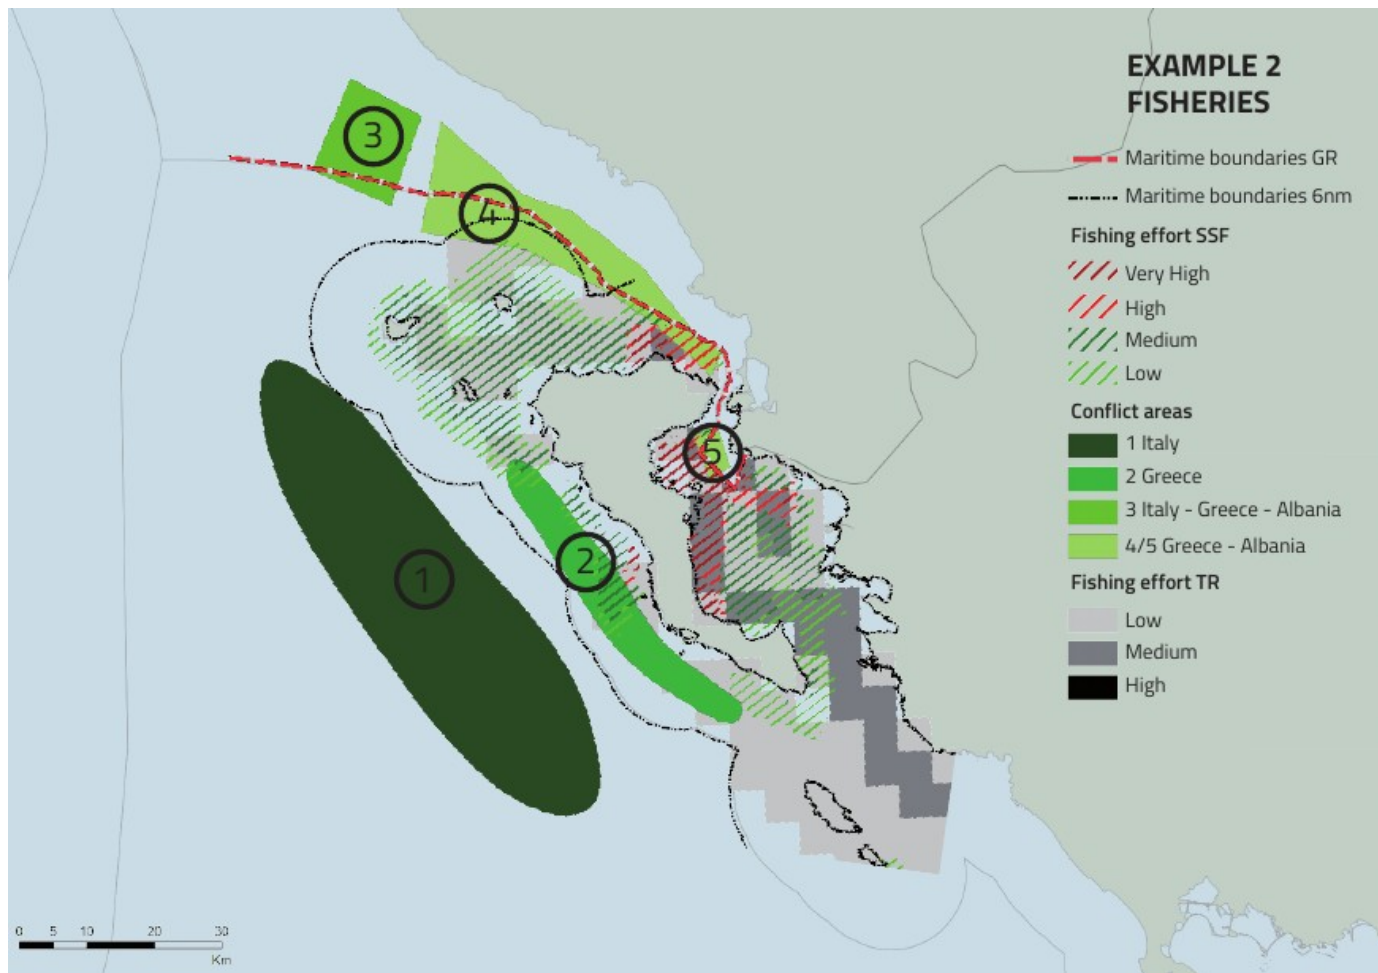 EXAMPLE 2
FISHERIES
Maritime boundaries GR
Maritime boundaries 6nm
Fishing effort SSF
Very High
High
Medium
Low
Conflict areas
1 Italy
2 Greece
3 Italy - Greece - Albania
4/5 Greece - Albania
Fishing effort TR
Low
Medium
High
3
4
5
2
1
0 5 10 20 30
Km